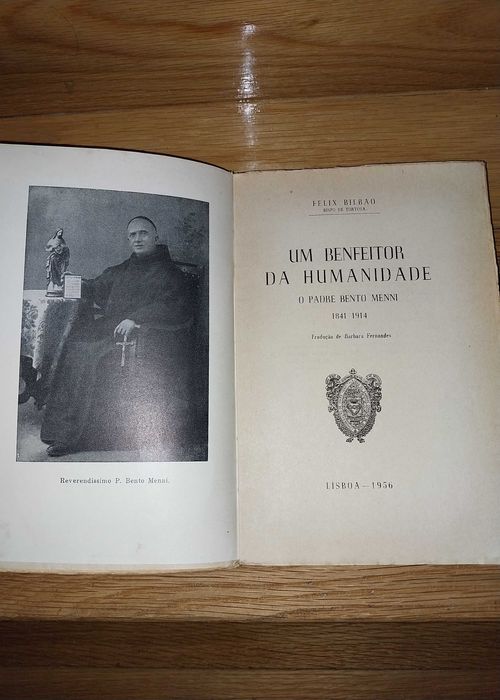 Reverendíssimo P. Bento Menni.
FELIX BILBAO
BISPO DE TORTOSA
UM BENFEITOR
DA HUMANIDADE
O PADRE BENTO MENNI
1841 1914
Tradução de Barbara Fernandes
LISBOA — 1956